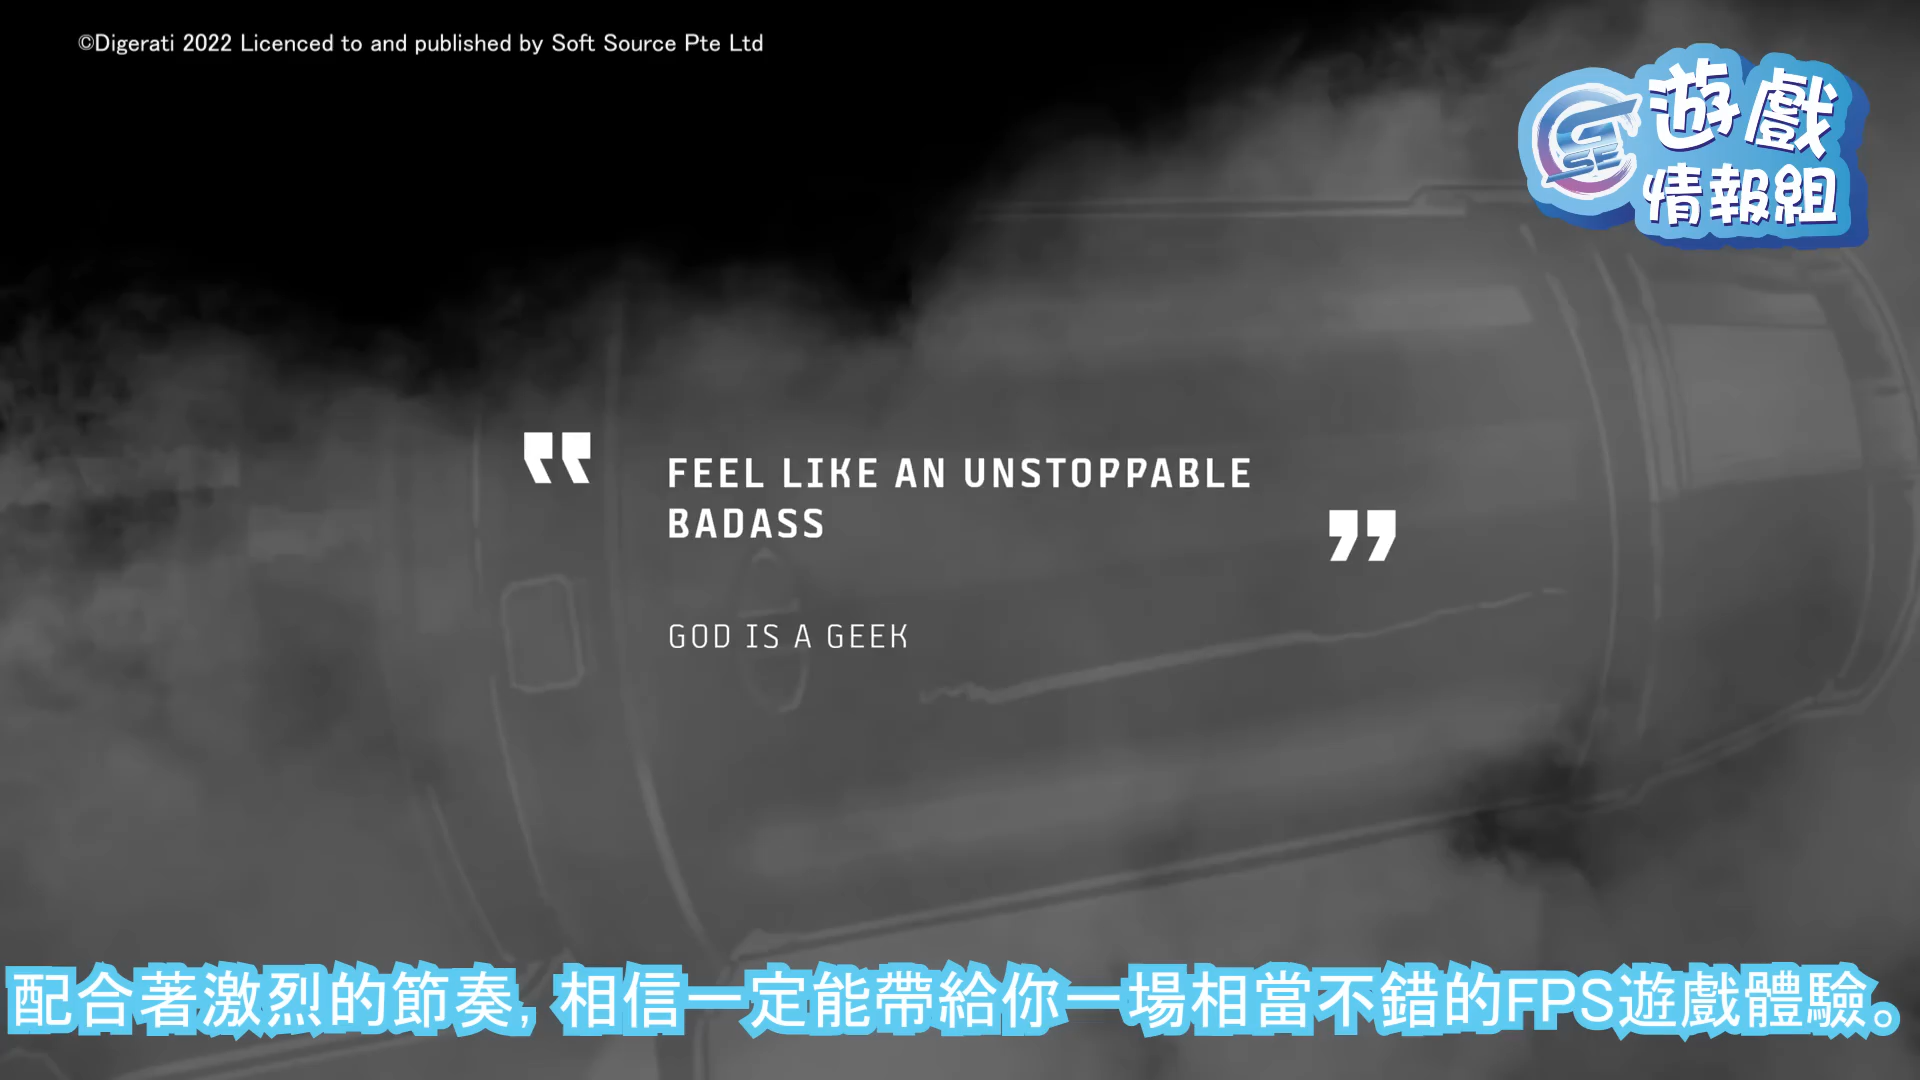 ©Digerati 2022 Licenced to and published by Soft Source Pte Ltd
GSE
遊戲
情報組
"FEEL LIKE AN UNSTOPPABLE
BADASS"
GOD IS A GEEK
配合著激烈的節奏, 相信一定能帶給你一場相當不錯的FPS遊戲體驗。